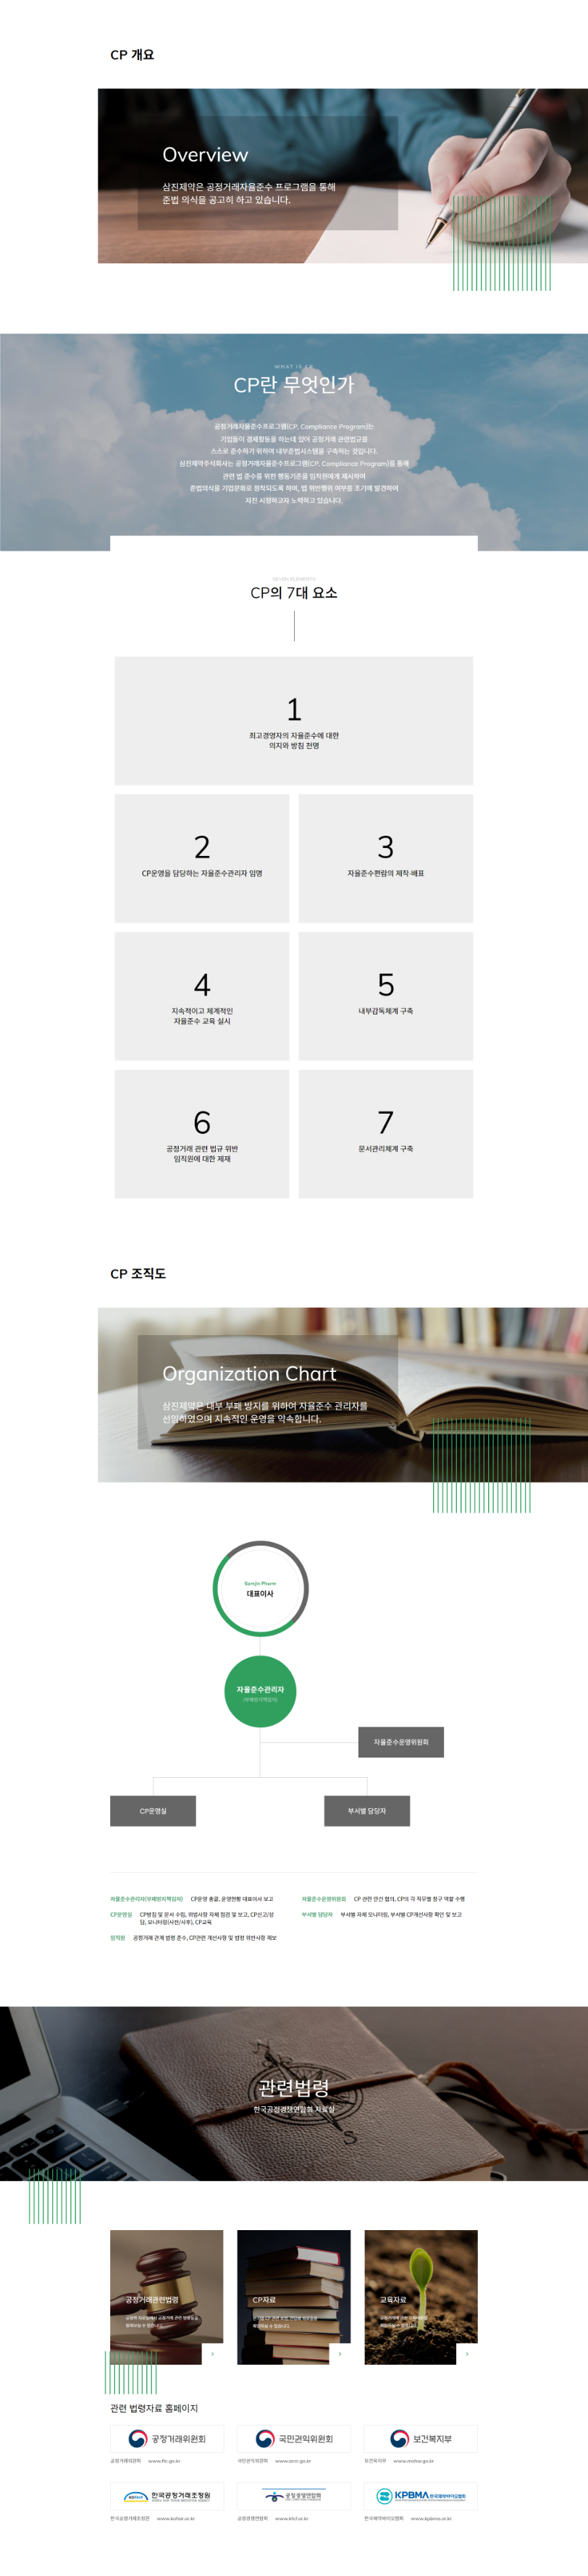 CP 개요
Overview
삼진제약은 공정거래자율준수 프로그램을 통해
준법 의식을 공고히 하고 있습니다.
WHAT IS CP
CP란 무엇인가
공정거래자율준수프로그램(CP, Compliance Program)는
기업들이 경제활동을 하는데 있어 공정거래 관련법규를
스스로 준수하기 위하여 내부준법시스템을 구축하는 것입니다.
삼진제약주식회사는 공정거래자율준수프로그램(CP, Compliance Program)를 통해
관련 법 준수를 위한 행동기준을 임직원에게 제시하여
준법의식을 기업문화로 정착되도록 하며, 법 위반행위 여부를 조기에 발견하여
자진 시정하고자 노력하고 있습니다.
SEVEN ELEMENTS
CP의 7대 요소
1
최고경영자의 자율준수에 대한
의지와 방침 천명
2
CP운영을 담당하는 자율준수관리자 임명
3
자율준수편람의 제작·배포
4
지속적이고 체계적인
자율준수 교육 실시
5
내부감독체계 구축
6
공정거래 관련 법규 위반
임직원에 대한 제재
7
문서관리체계 구축
CP 조직도
Organization Chart
삼진제약은 내부 부패 방지를 위하여 자율준수 관리자를
선임하였으며 지속적인 운영을 약속합니다.
Samjin Pharm
대표이사
자율준수관리자
(부패방지책임자)
자율준수운영위원회
CP운영실
부서별 담당자
자율준수관리자(부패방지책임자) CP운영 총괄, 운영현황 대표이사 보고
자율준수운영위원회 CP 관련 안건 협의, CP의 각 직무별 청구 역할 수행
CP운영실 CP방침 및 문서 수립, 위법사항 자체 점검 및 보고, CP신고/상
담, 모니터링(사전/사후), CP교육
부서별 담당자 부서별 자체 모니터링, 부서별 CP개선사항 확인 및 보고
임직원 공정거래 관계 법령 준수, CP관련 개선사항 및 법령 위반사항 제보
관련법령
한국공정경쟁연합회 자료실
공정거래관련법령
CP자료
교육자료
관련 법령자료 홈페이지
공정거래위원회
국민권익위원회
보건복지부
공정거래위원회 www.ftc.go.kr
국민권익위원회 www.acrc.go.kr
보건복지부 www.mohw.go.kr
한국공정거래조정원
공정경쟁연합회
KPBMA 한국제약바이오협회
한국공정거래조정원 www.kofair.or.kr
공정경쟁연합회 www.kfcf.or.kr
한국제약바이오협회 www.kpbma.or.kr